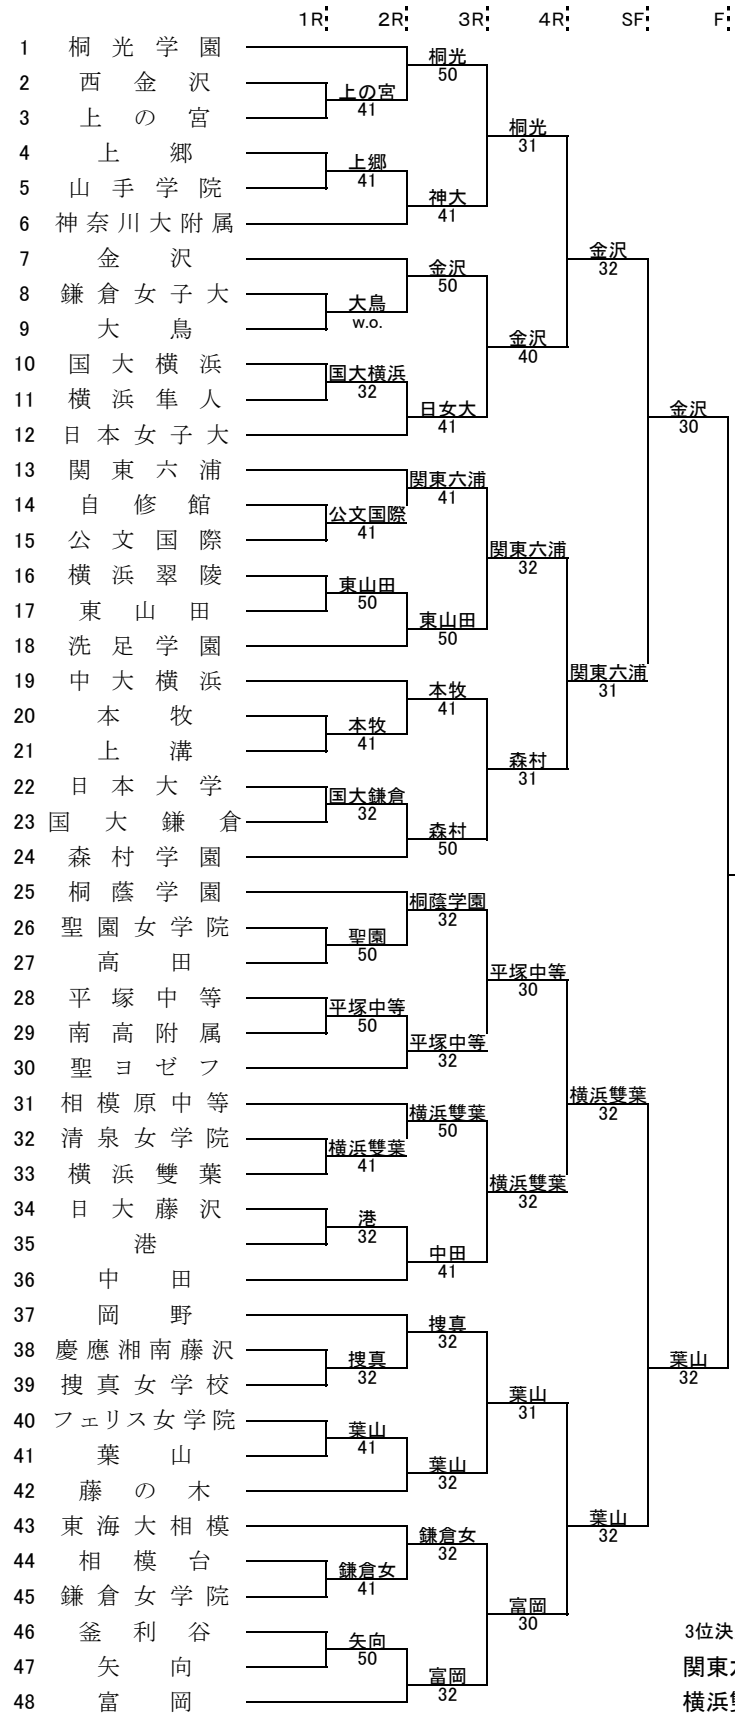 1R 2R 3R 4R SF F
1 桐光学園
桐光
50
2 西金沢
上の宮
41
3 上の宮
桐光
31
4 上郷
上郷
41
5 山手学院
神大
41
6 神奈川大附属
金沢
32
7 金沢
金沢
50
8 鎌倉女子大
大鳥
w.o.
9 大鳥
金沢
40
10 国大横浜
国大横浜
32
11 横浜隼人
日女大
41
12 日本女子大
金沢
30
13 関東六浦
関東六浦
41
14 自修館
公文国際
41
15 公文国際
関東六浦
32
16 横浜翠陵
東山田
50
17 東山田
東山田
50
18 洗足学園
関東六浦
31
19 中大横浜
本牧
41
20 本牧
本牧
41
21 上溝
森村
31
22 日本大学
国大鎌倉
32
23 国大鎌倉
森村
50
24 森村学園
25 桐蔭学園
桐蔭学園
32
26 聖園女学院
聖園
50
27 高田
平塚中等
30
28 平塚中等
平塚中等
50
29 南高附属
平塚中等
32
30 聖ヨゼフ
横浜雙葉
32
31 相模原中等
横浜雙葉
50
32 清泉女学院
横浜雙葉
41
33 横浜雙葉
横浜雙葉
32
34 日大藤沢
港
32
35 港
中田
41
36 中田
37 岡野
捜真
32
38 慶應湘南藤沢
捜真
32
39 捜真女学校
葉山
32
40 フェリス女学院
葉山
31
葉山
41
41 葉山
葉山
32
42 藤の木
葉山
32
43 東海大相模
鎌倉女
32
44 相模台
鎌倉女
41
45 鎌倉女学院
富岡
30
46 釜利谷
矢向
50
47 矢向
富岡
32
48 富岡
3位決
関東
横浜